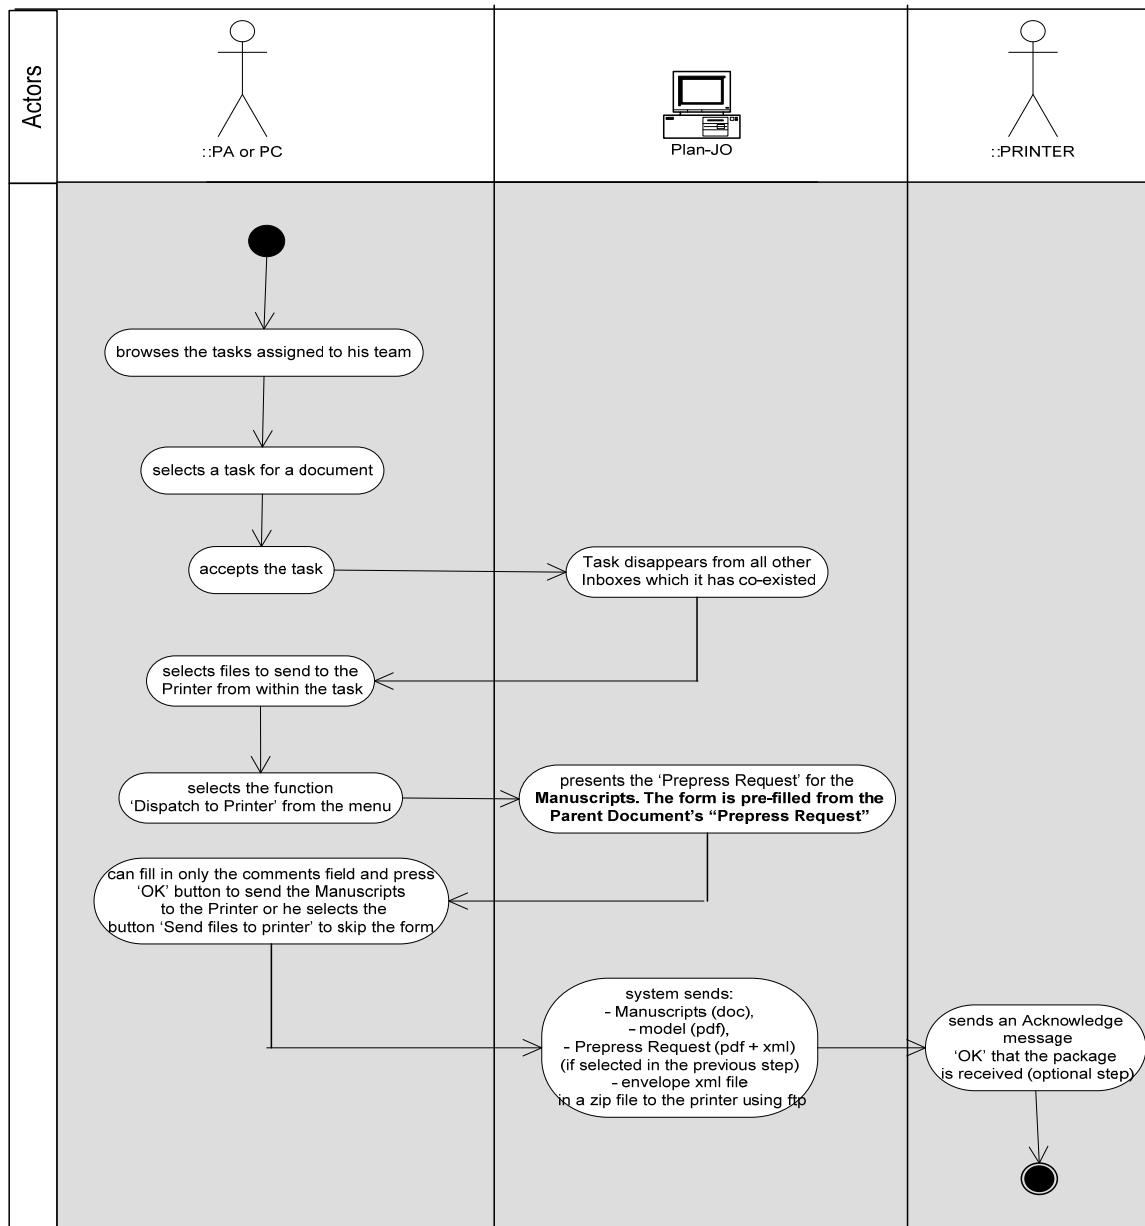 Actors
::PA or PC
Plan-JO
::PRINTER
browses the tasks assigned to his team
selects a task for a document
accepts the task
Task disappears from all other
Inboxes which it has co-existed
selects files to send to the
Printer from within the task
selects the function
‘Dispatch to Printer’ from the menu
presents the ‘Prepress Request’ for the
Manuscripts. The form is pre-filled from the
Parent Document’s “Prepress Request”
can fill in only the comments field and press
‘OK’ button to send the Manuscripts
to the Printer or he selects the
button ‘Send files to printer’ to skip the form
system sends:
- Manuscripts (doc),
- model (pdf),
- Prepress Request (pdf + xml)
(if selected in the previous step)
- envelope xml file
in a zip file to the printer using ftp
sends an Acknowledge
message
‘OK’ that the package
is received (optional step)